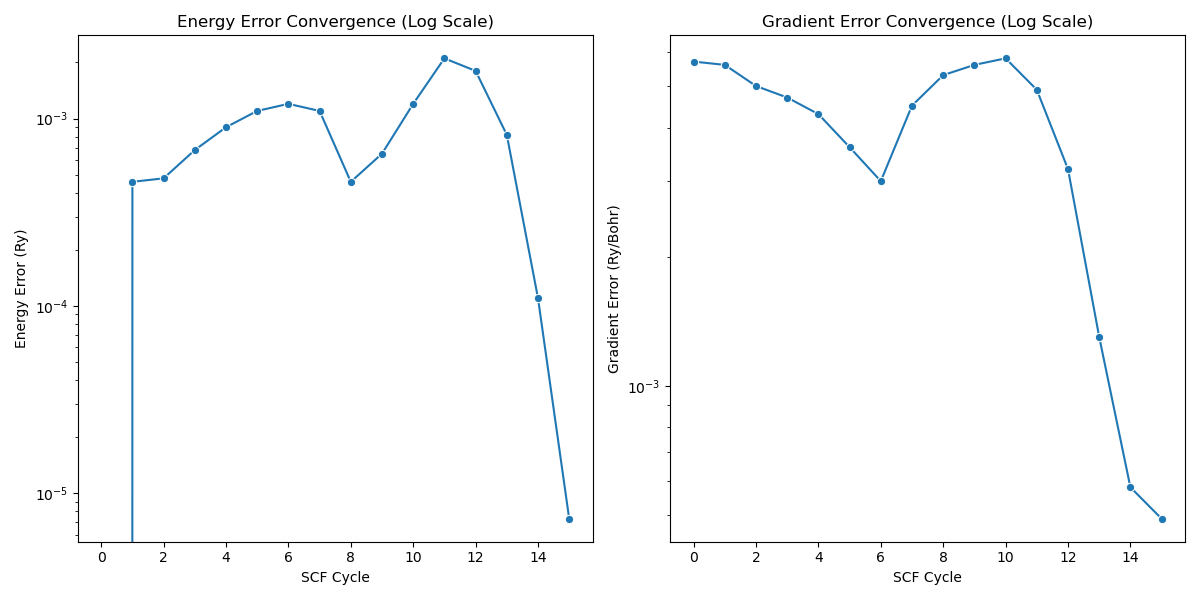 Energy Error Convergence (Log Scale)
Energy Error (Ry)
10⁻³
10⁻⁴
10⁻⁵
0 2 4 6 8 10 12 14
SCF Cycle
Gradient Error Convergence (Log Scale)
Gradient Error (Ry/Bohr)
10⁻³
0 2 4 6 8 10 12 14
SCF Cycle